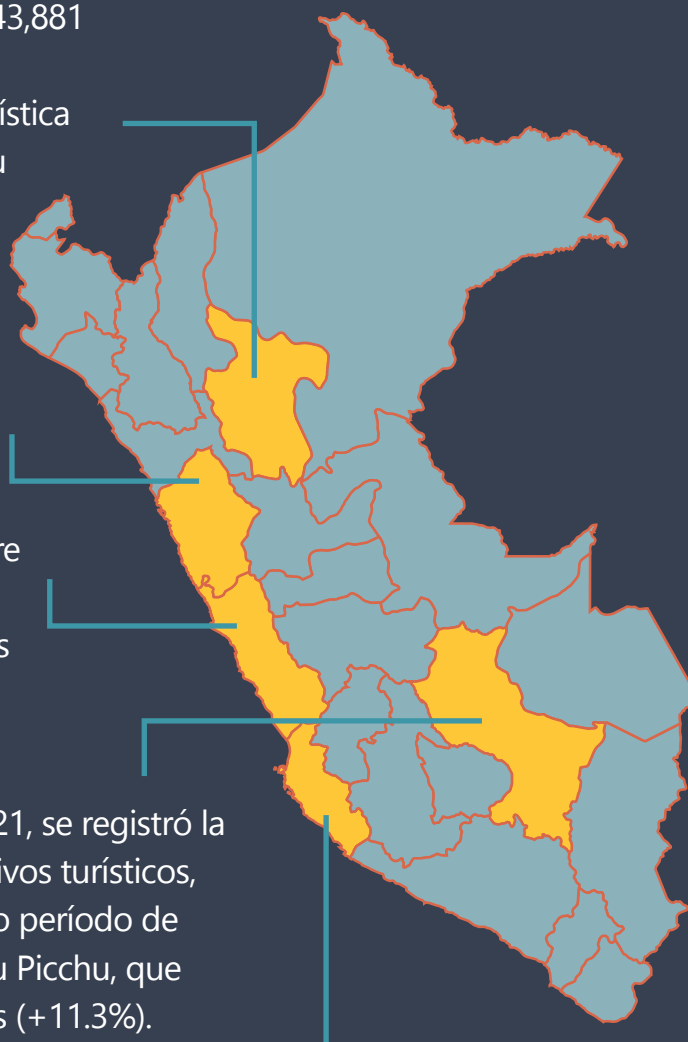 43,881
ística
u
re
s
21, se registró la
ivos turísticos,
o período de
u Picchu, que
s (+11.3%).